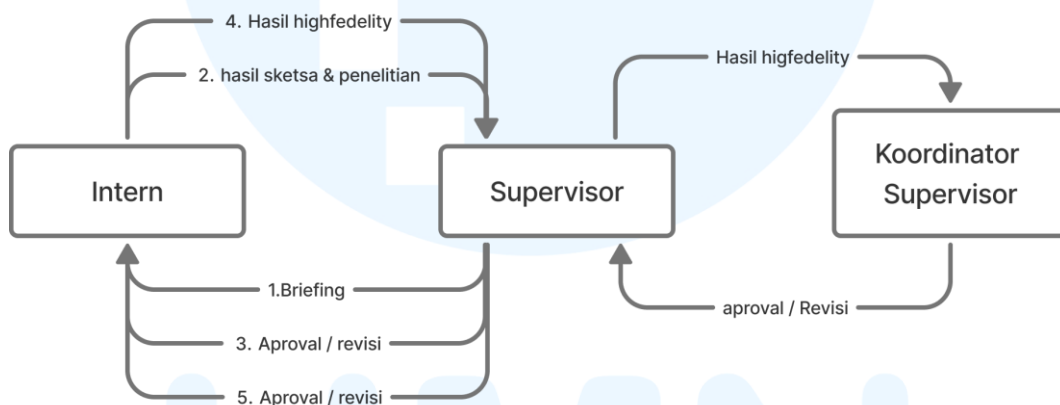 4. Hasil highfedelity
2. hasil sketsa & penelitian
Hasil higfedelity
Intern
Supervisor
Koordinator
Supervisor
1.Briefing
3. Aproval / revisi
5. Aproval / revisi
aproval / Revisi